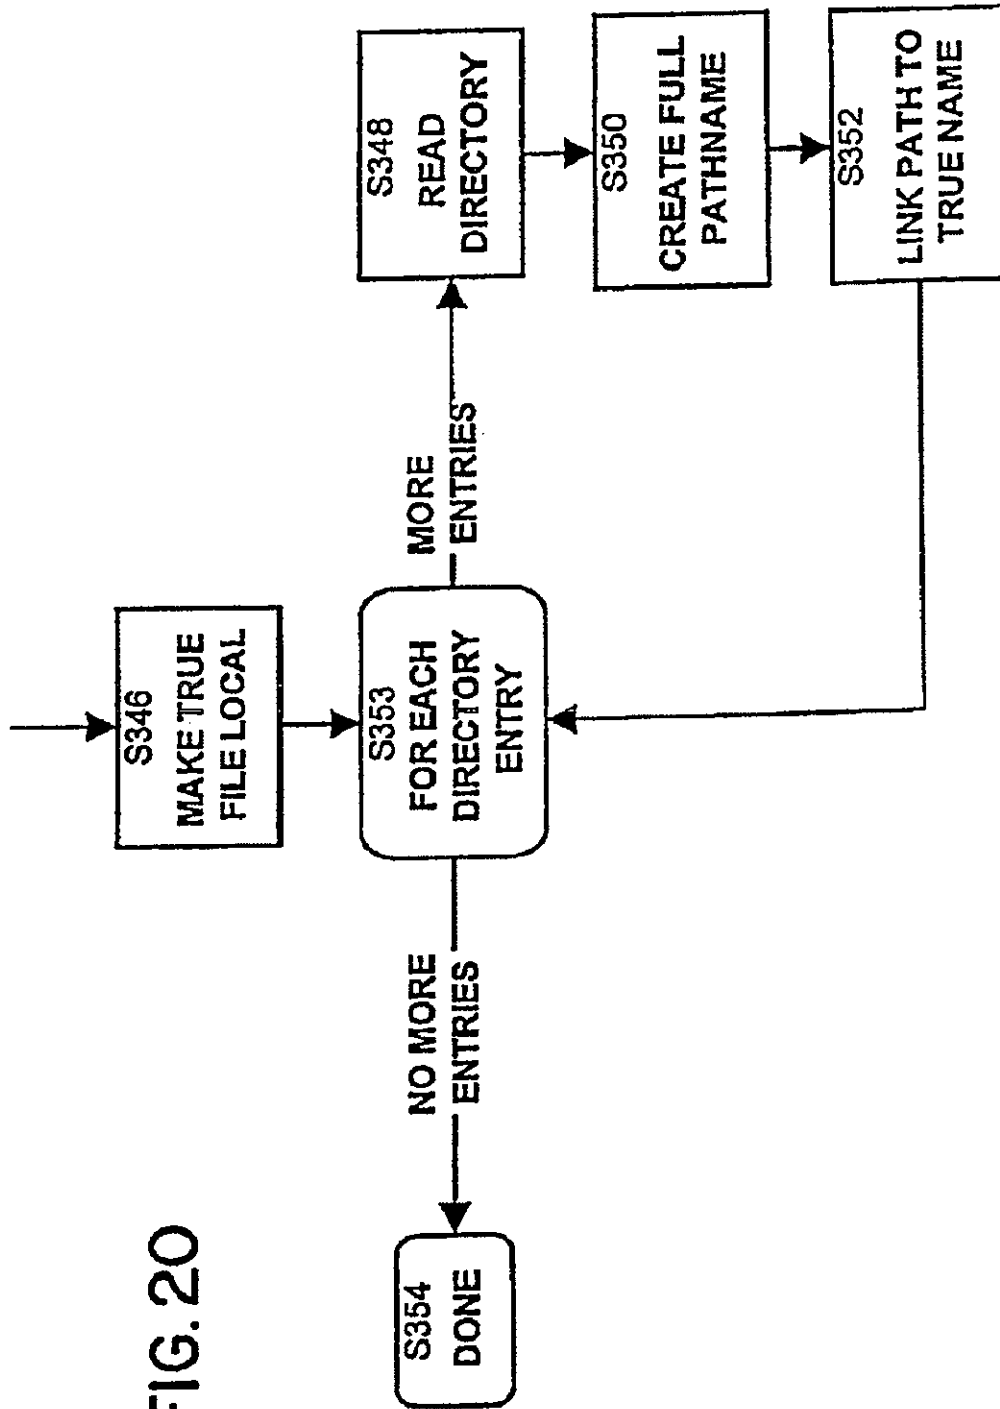 FIG. 20
S346
MAKE TRUE
FILE LOCAL
S353
FOR EACH
DIRECTORY
ENTRY
MORE
ENTRIES
S348
READ
DIRECTORY
S350
CREATE FULL
PATHNAME
S352
LINK PATH TO
TRUE NAME
NO MORE
ENTRIES
S354
DONE